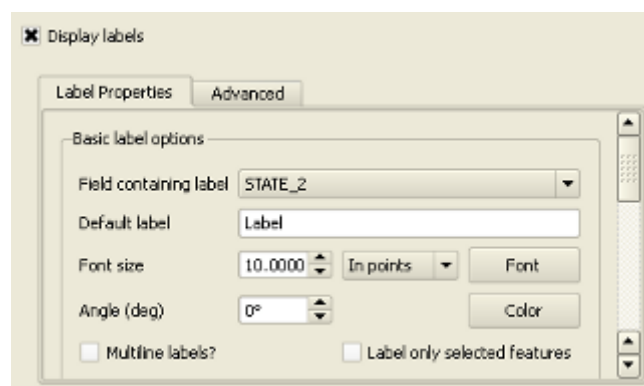 Display labels
Label Properties Advanced
Basic label options
Field containing label STATE_2
Default label Label
Font size 10.0000 In points Font
Angle (deg) 0° Color
Multiline labels? Label only selected features